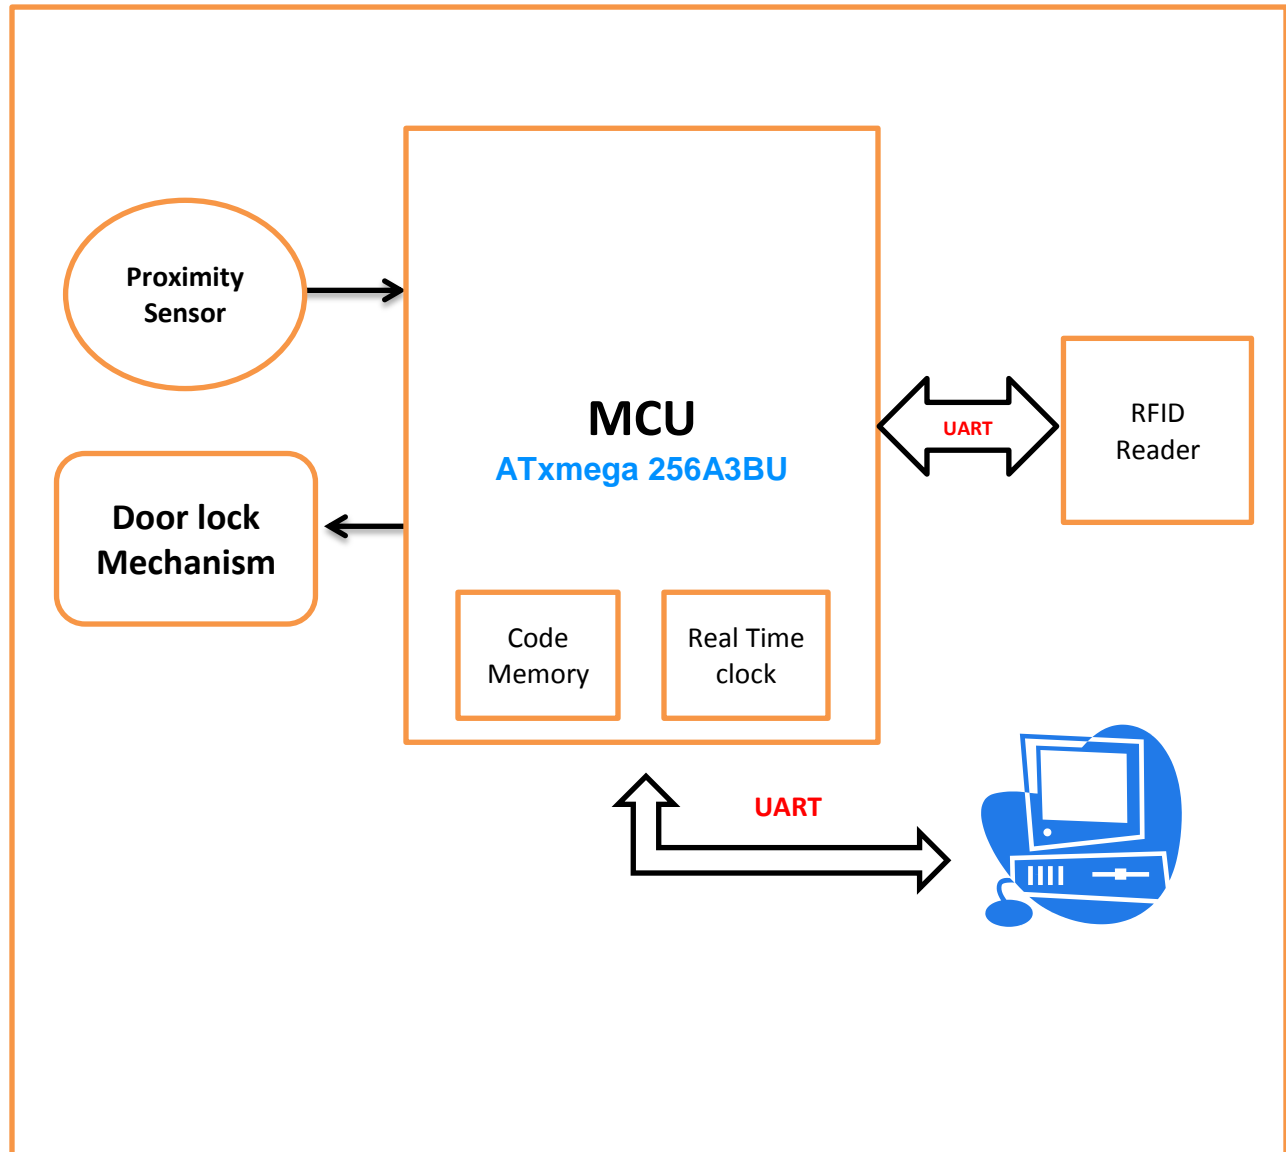 Proximity
Sensor
Door lock
Mechanism
MCU
ATxmega 256A3BU
Code
Memory
Real Time
clock
UART
RFID
Reader
UART